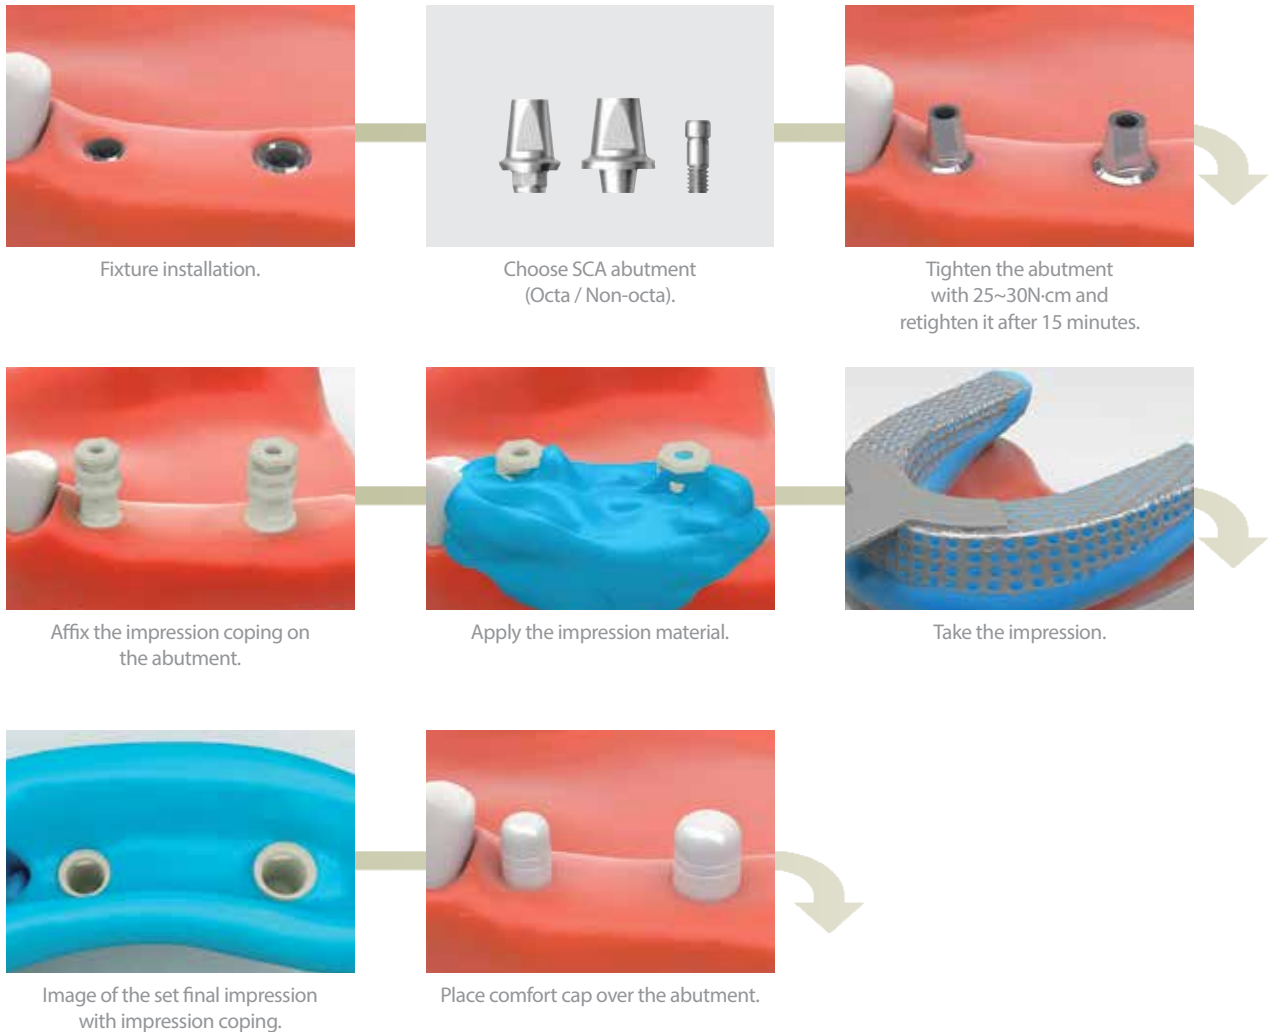 Fixture installation.
Choose SCA abutment
(Octa / Non-octa).
Tighten the abutment
with 25~30N·cm and
retighten it after 15 minutes.
Affix the impression coping on
the abutment.
Apply the impression material.
Take the impression.
Image of the set final impression
with impression coping.
Place comfort cap over the abutment.